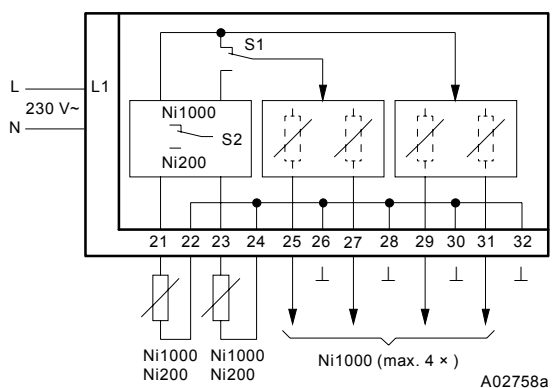 S1
L
L1
230 V~
N
Ni1000
S2
Ni200
21 22 23 24 25 26 27 28 29 30 31 32
Ni1000 Ni1000
Ni200 Ni200
Ni1000 (max. 4 × )
A02758a